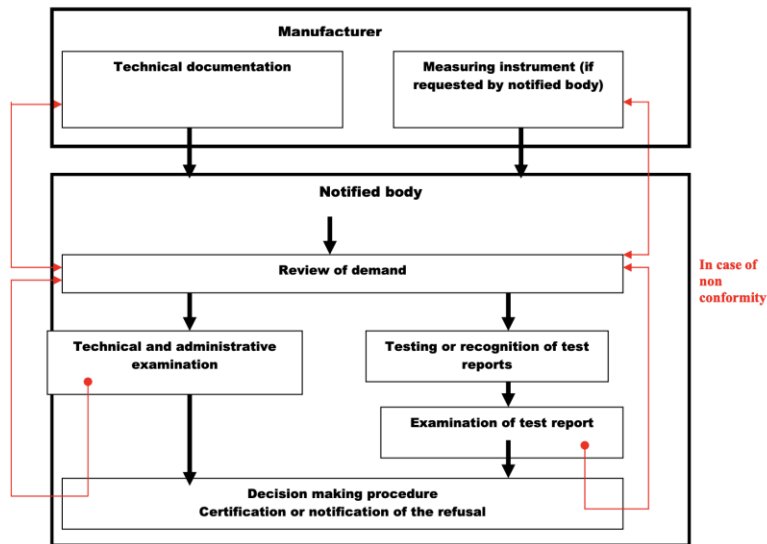 Manufacturer
Technical documentation
Measuring instrument (if
requested by notified body)
Notified body
Review of demand
In case of
non
conformity
Technical and administrative
examination
Testing or recognition of test
reports
Examination of test report
Decision making procedure
Certification or notification of the refusal